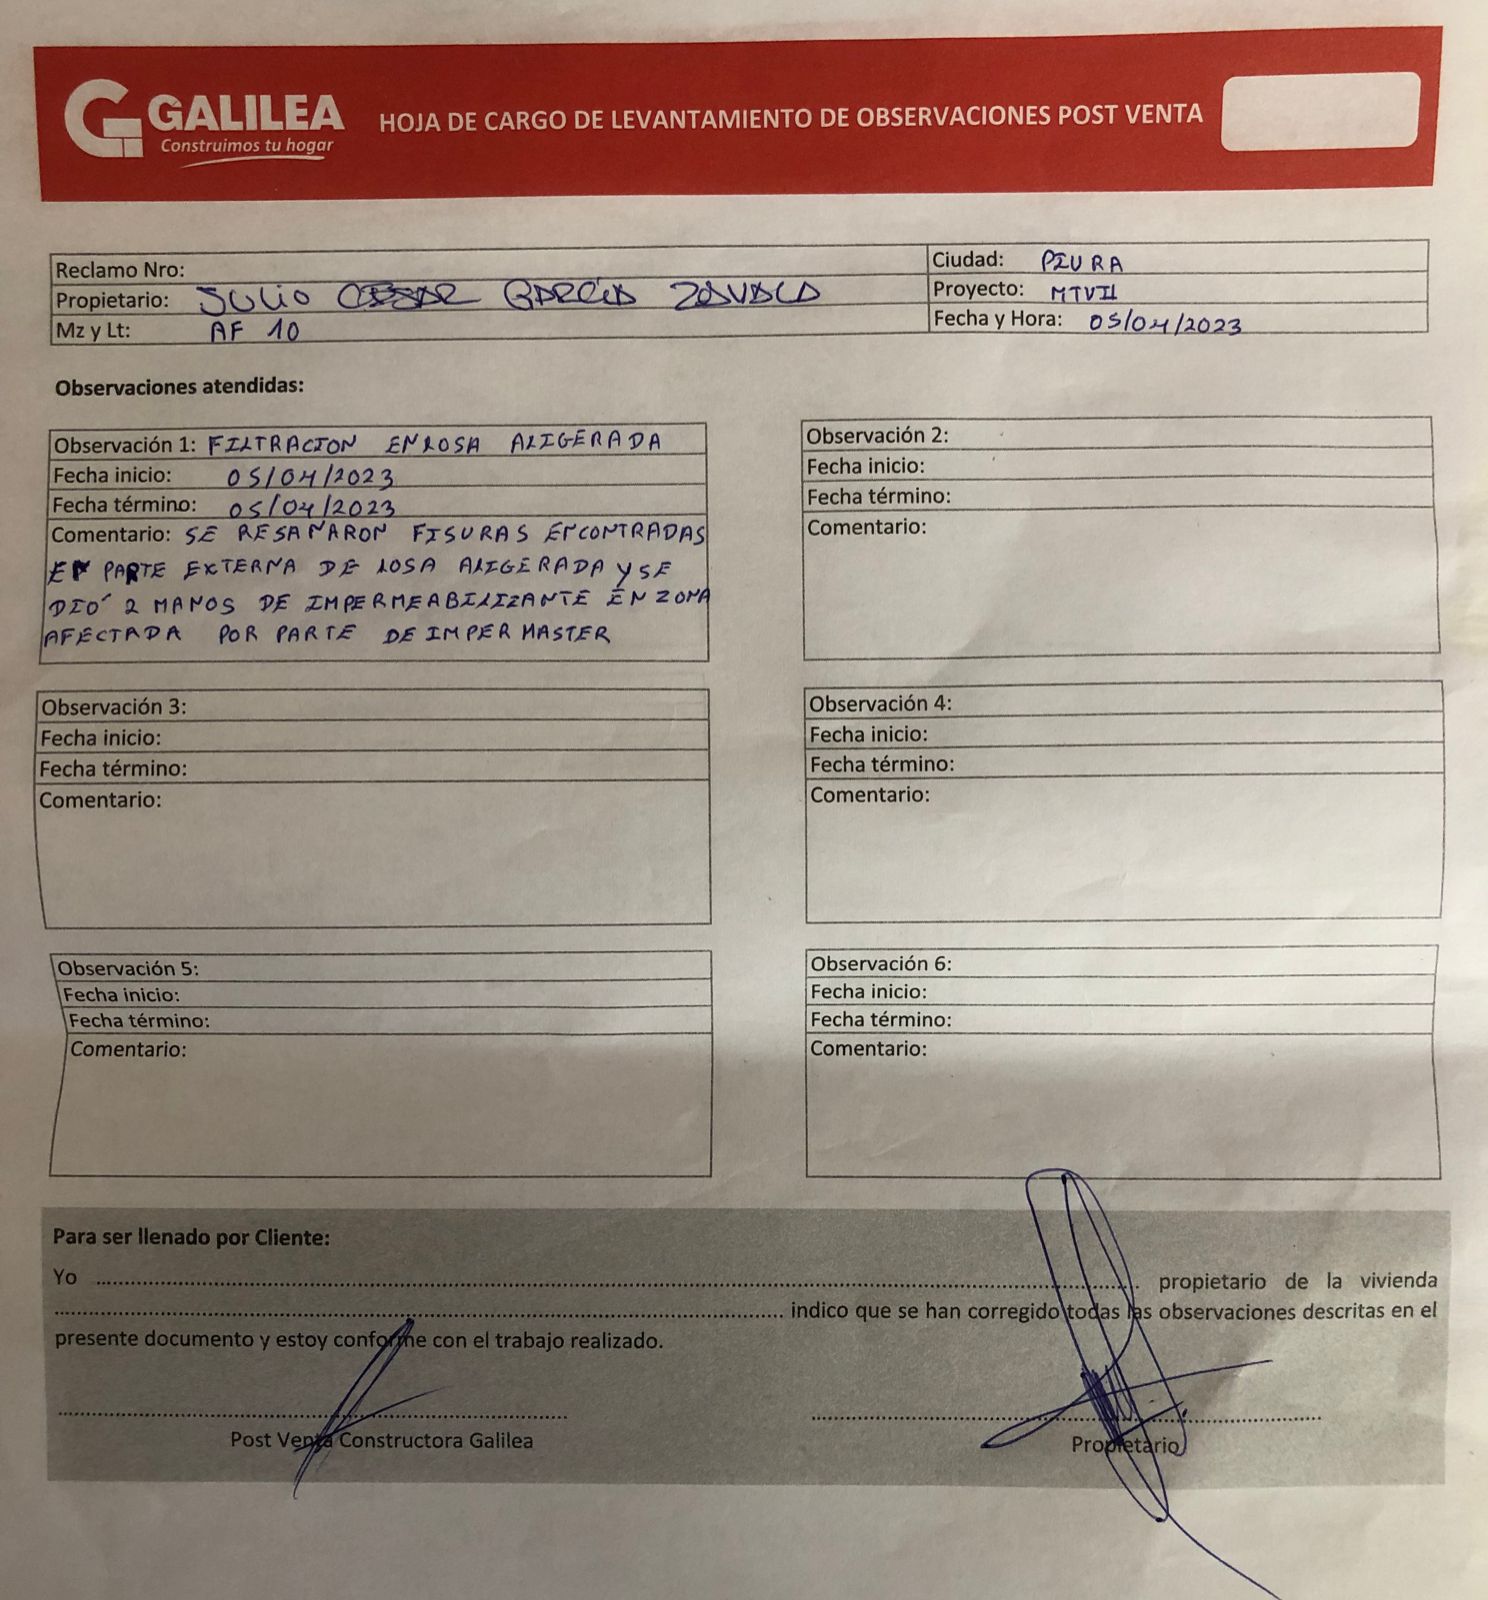 GALILEA
Construimos tu hogar
HOJA DE CARGO DE LEVANTAMIENTO DE OBSERVACIONES POST VENTA
Reclamo Nro:
Ciudad: PIURA
Propietario: JULIO CESAR GARCÍA ZAVALA
Proyecto: MTVII
Mz y Lt: AF 10
Fecha y Hora: 05/04/2023
Observaciones atendidas:
Observación 1: FILTRACION EN LOSA ALIGERADA
Fecha inicio: 05/04/2023
Fecha término: 05/04/2023
Comentario: SE RESAÑARON FISURAS ENCONTRADAS
EN PARTE EXTERNA DE LOSA ALIGERADA Y SE
DIO´ 2 MANOS DE IMPERMEABILIZANTE EN ZONA
AFECTADA POR PARTE DE IMPER MASTER
Observación 2:
Fecha inicio:
Fecha término:
Comentario:
Observación 3:
Fecha inicio:
Fecha término:
Comentario:
Observación 4:
Fecha inicio:
Fecha término:
Comentario:
Observación 5:
Fecha inicio:
Fecha término:
Comentario:
Observación 6:
Fecha inicio:
Fecha término:
Comentario:
Para ser llenado por Cliente:
Yo ........................................ propietario de la vivienda
........................................ indico que se han corregido todas las observaciones descritas en el
presente documento y estoy conforme con el trabajo realizado.
Post Venta Constructora Galilea
Propietario